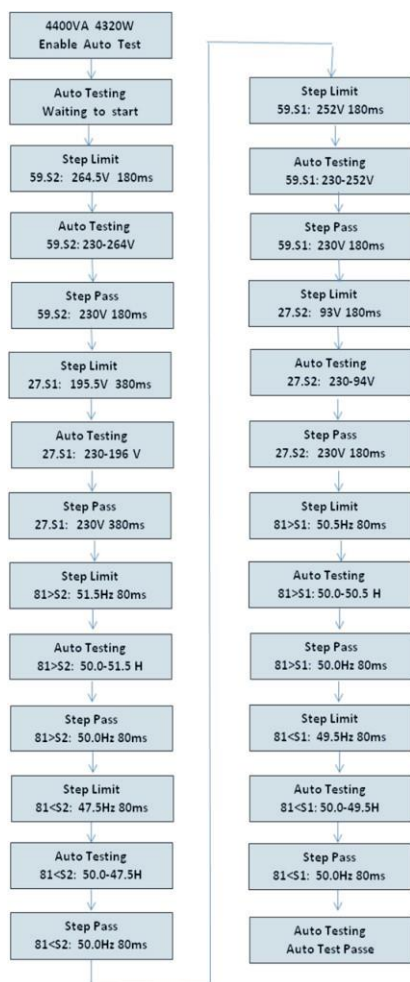 4400VA 4320W
Enable Auto Test
Auto Testing
Waiting to start
Step Limit
59.S2: 264.5V 180ms
Auto Testing
59.S2: 230-264V
Step Pass
59.S2: 230V 180ms
Step Limit
27.S1: 195.5V 380ms
Auto Testing
27.S1: 230-196 V
Step Pass
27.S1: 230V 380ms
Step Limit
81>S2: 51.5Hz 80ms
Auto Testing
81>S2: 50.0-51.5 H
Step Pass
81>S2: 50.0Hz 80ms
Step Limit
81<S2: 47.5Hz 80ms
Auto Testing
81<S2: 50.0-47.5H
Step Pass
81<S2: 50.0Hz 80ms
Step Limit
59.S1: 252V 180ms
Auto Testing
59.S1: 230-252V
Step Pass
59.S1: 230V 180ms
Step Limit
27.S2: 93V 180ms
Auto Testing
27.S2: 230-94V
Step Pass
27.S2: 230V 180ms
Step Limit
81>S1: 50.5Hz 80ms
Auto Testing
81>S1: 50.0-50.5 H
Step Pass
81>S1: 50.0Hz 80ms
Step Limit
81<S1: 49.5Hz 80ms
Auto Testing
81<S1: 50.0-49.5H
Step Pass
81<S1: 50.0Hz 80ms
Auto Testing
Auto Test Passe